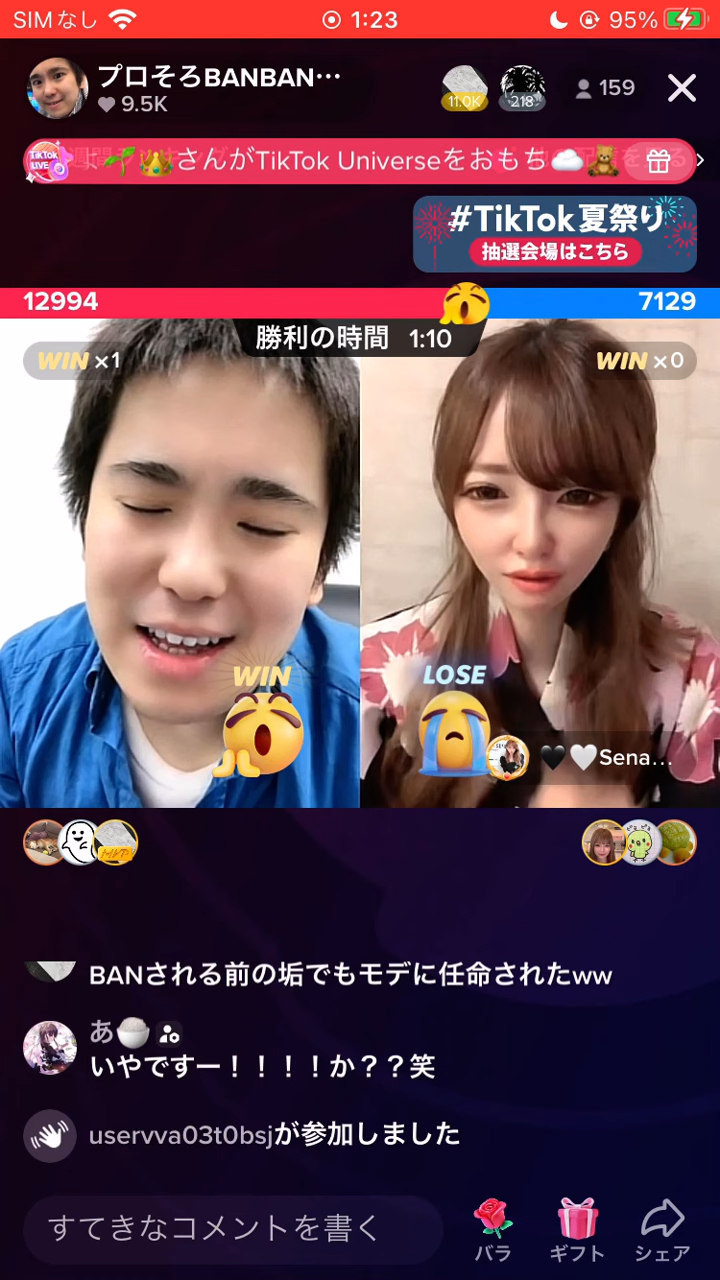 SIMなし 1:23 95%
プロそろBANBAN…
9.5K
11.0K 218 159
TikTok LIVE さんがTikTok Universeをおもち
#TikTok夏祭り
抽選会場はこちら
12994 7129
勝利の時間 1:10
WIN ×1 WIN ×0
WIN LOSE
Sena…
BANされる前の垢でもモデに任命されたww
あ
いやですー！！！！か？？笑
uservva03t0bsjが参加しました
すてきなコメントを書く
バラ ギフト シェア